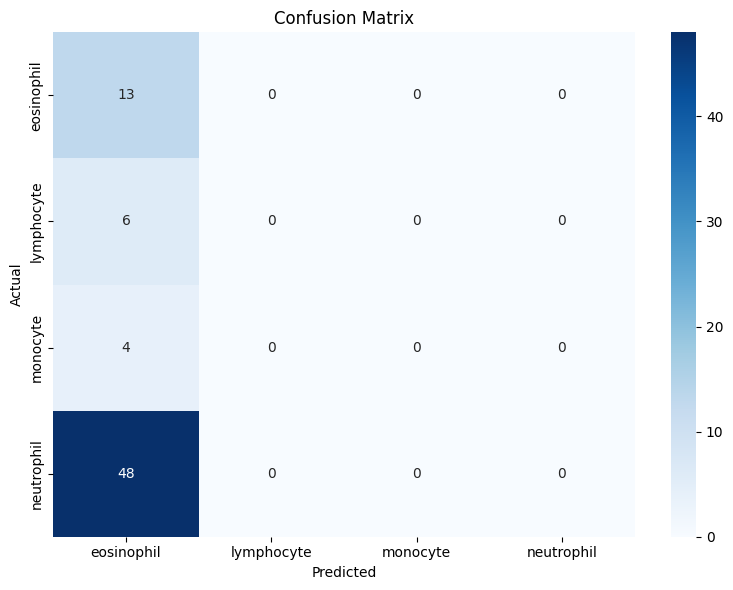 Confusion Matrix
Actual
eosinophil
13 0 0 0
lymphocyte
6 0 0 0
monocyte
4 0 0 0
neutrophil
48 0 0 0
eosinophil lymphocyte monocyte neutrophil
Predicted
40
30
20
10
0